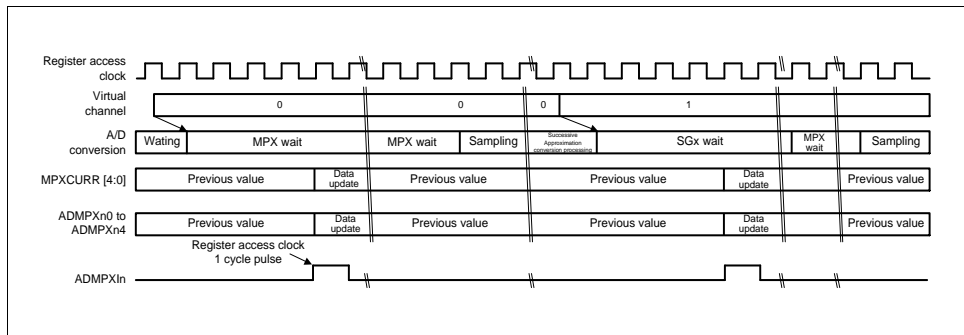 Register access
clock
Virtual
channel
0
0
0
1
A/D
conversion
Wating
MPX wait
MPX wait
Sampling
Successive
Approximation
conversion processing
SGx wait
MPX
wait
Sampling
MPXCURR [4:0]
Previous value
Data
update
Previous value
Previous value
Data
update
Previous value
ADMPXn0 to
ADMPXn4
Previous value
Data
update
Previous value
Previous value
Data
update
Previous value
Register access clock
1 cycle pulse
ADMPXIn